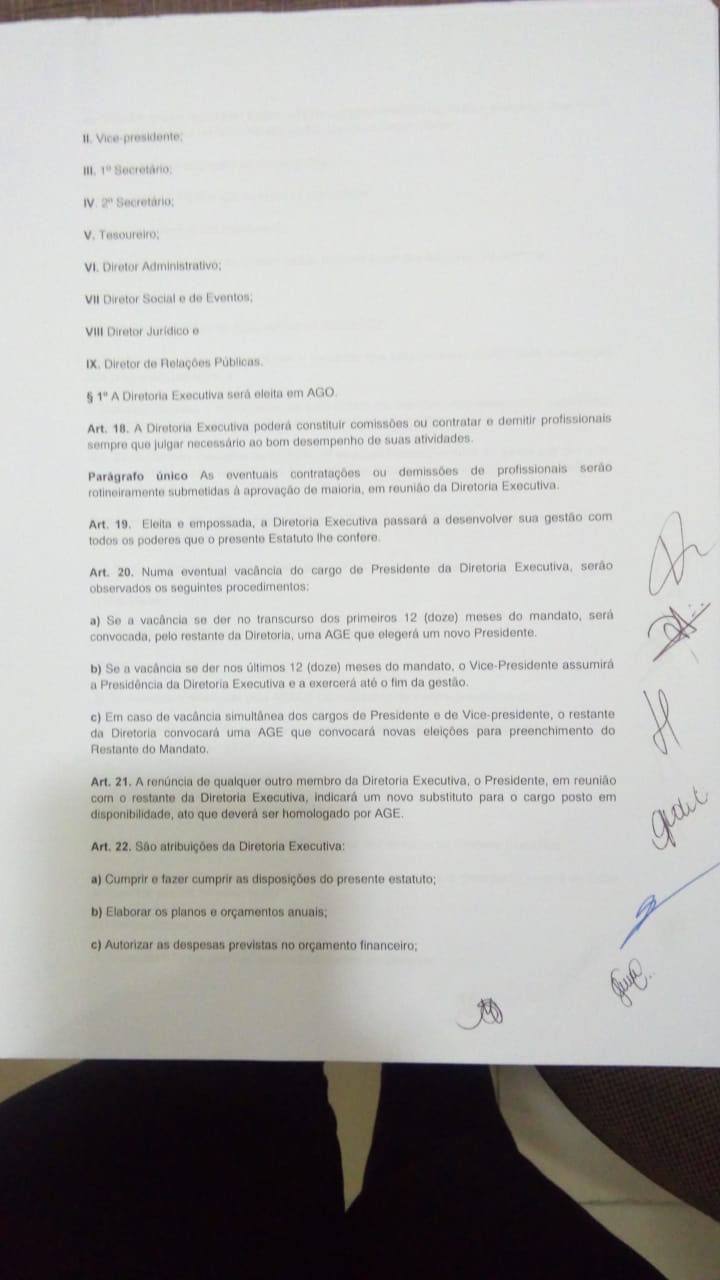 II. Vice-presidente;
III. 1º Secretário;
IV. 2º Secretário;
V. Tesoureiro;
VI. Diretor Administrativo;
VII Diretor Social e de Eventos;
VIII Diretor Jurídico e
IX. Diretor de Relações Públicas.
§ 1º A Diretoria Executiva será eleita em AGO.
Art. 18. A Diretoria Executiva poderá constituir comissões ou contratar e demitir profissionais
sempre que julgar necessário ao bom desempenho de suas atividades.
Parágrafo único As eventuais contratações ou demissões de profissionais serão
rotineiramente submetidas à aprovação de maioria, em reunião da Diretoria Executiva.
Art. 19. Eleita e empossada, a Diretoria Executiva passará a desenvolver sua gestão com
todos os poderes que o presente Estatuto lhe confere.
Art. 20. Numa eventual vacância do cargo de Presidente da Diretoria Executiva, serão
observados os seguintes procedimentos:
a) Se a vacância se der no transcurso dos primeiros 12 (doze) meses do mandato, será
convocada, pelo restante da Diretoria, uma AGE que elegerá um novo Presidente.
b) Se a vacância se der nos últimos 12 (doze) meses do mandato, o Vice-Presidente assumirá
a Presidência da Diretoria Executiva e a exercerá até o fim da gestão.
c) Em caso de vacância simultânea dos cargos de Presidente e de Vice-presidente, o restante
da Diretoria convocará uma AGE que convocará novas eleições para preenchimento do
Restante do Mandato.
Art. 21. A renúncia de qualquer outro membro da Diretoria Executiva, o Presidente, em reunião
com o restante da Diretoria Executiva, indicará um novo substituto para o cargo posto em
disponibilidade, ato que deverá ser homologado por AGE.
Art. 22. São atribuições da Diretoria Executiva:
a) Cumprir e fazer cumprir as disposições do presente estatuto;
b) Elaborar os planos e orçamentos anuais;
c) Autorizar as despesas previstas no orçamento financeiro;